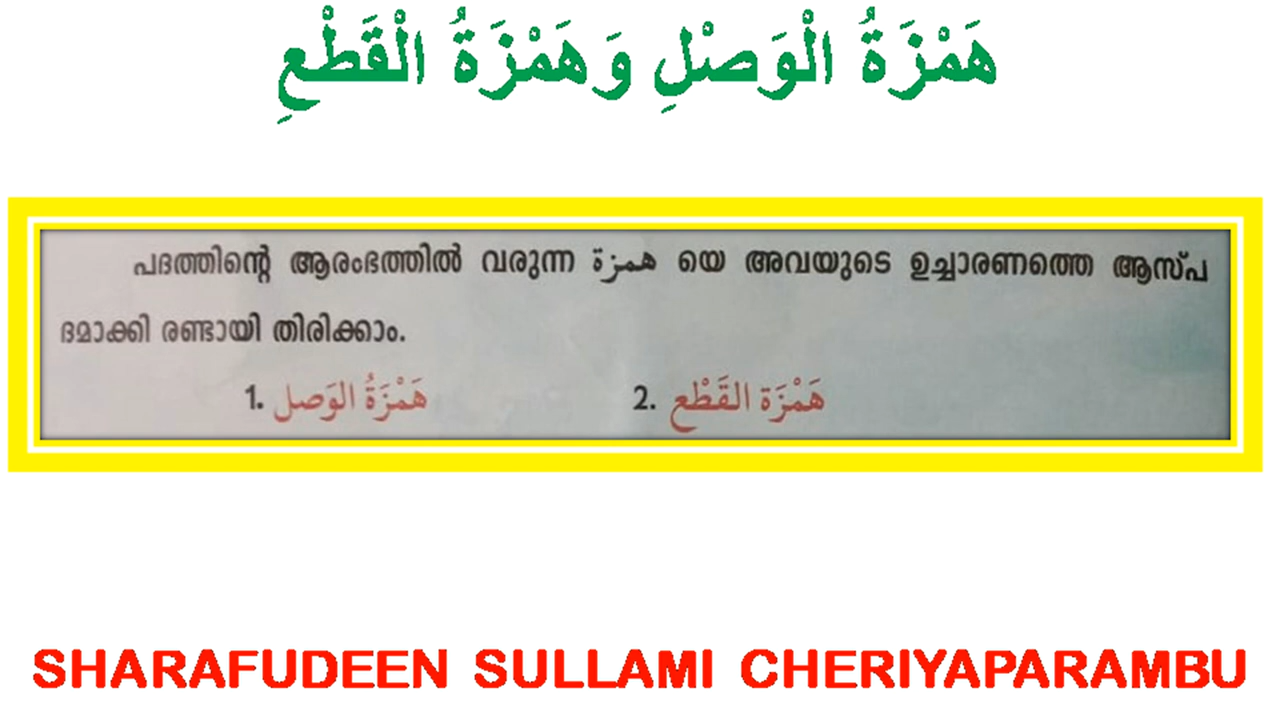 هَمْزَةُ الْوَصْلِ وَهَمْزَةُ الْقَطْعِ
പദത്തിന്റെ ആരംഭത്തിൽ വരുന്ന همزة യെ അവയുടെ ഉച്ചാരണത്തെ ആസ്പ
ദമാക്കി രണ്ടായി തിരിക്കാം.
1. هَمْزَةُ الوَصل 2. هَمْزَة القَطْع
SHARAFUDEEN SULLAMI CHERIYAPARAMBU